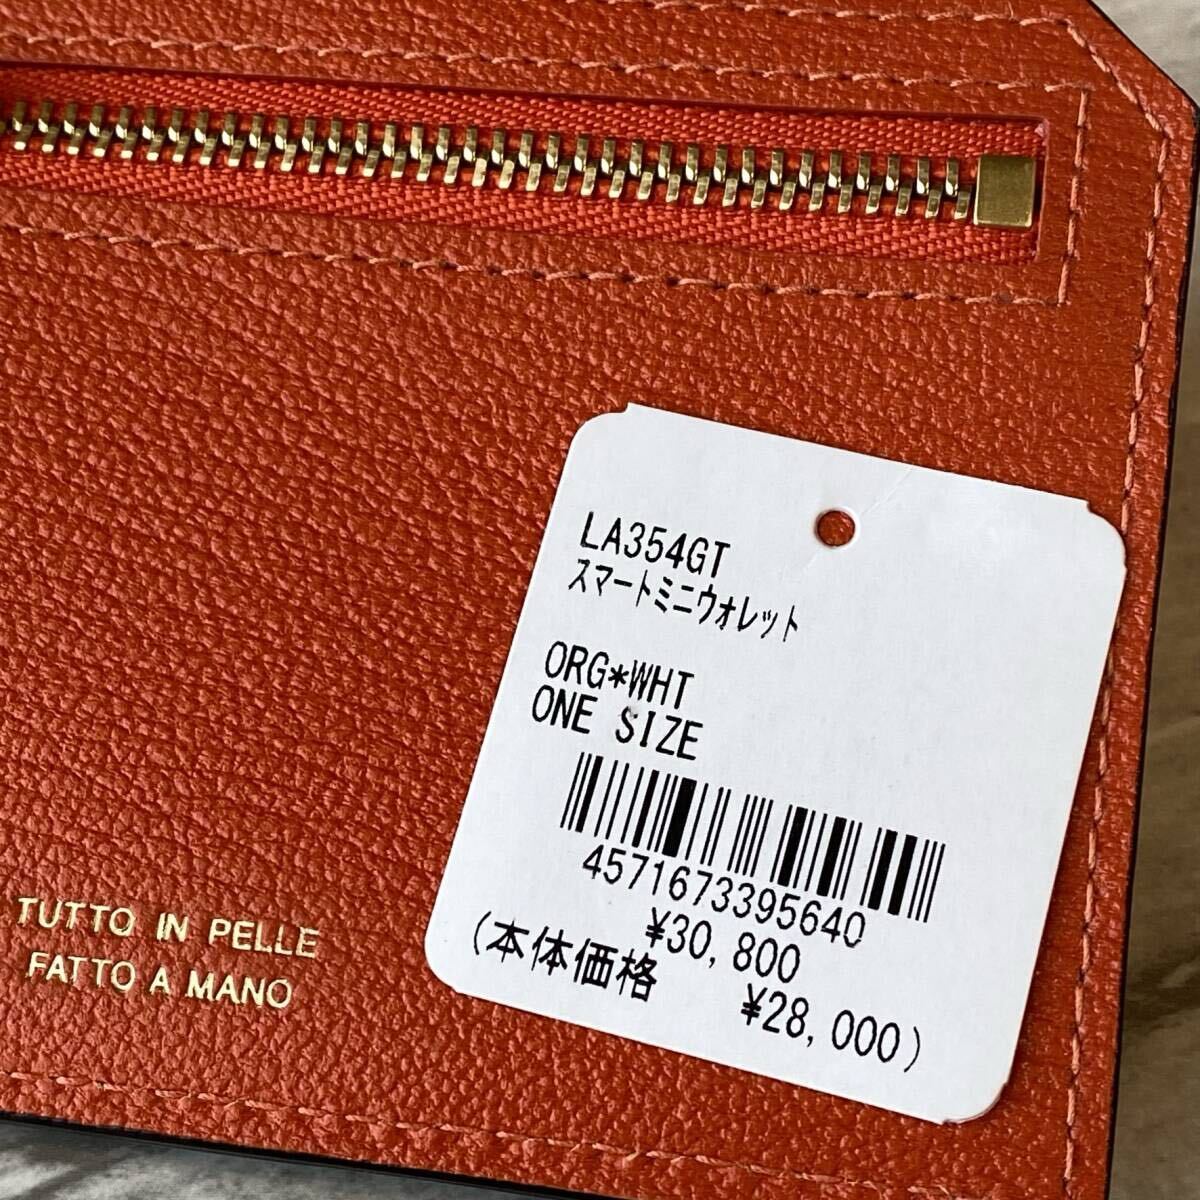 LA354GT
スマートミニウォレット
ORG*WHT
ONE SIZE
4571673395640
¥30,800
(本体価格 ¥28,000)
TUTTO IN PELLE
FATTO A MANO